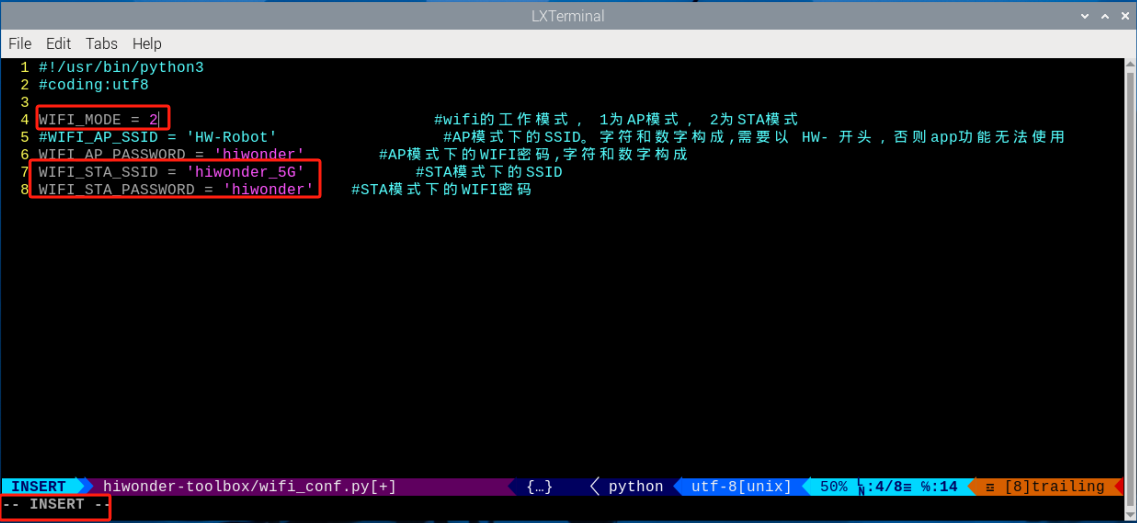 LXTerminal
File Edit Tabs Help
1 #!/usr/bin/python3
2 #coding:utf8
3
4 WIFI_MODE = 2 #wifi的工作模式, 1为AP模式, 2为STA模式
5 #WIFI_AP_SSID = 'HW-Robot' #AP模式下的SSID。字符和数字构成,需要以 HW- 开头,否则app功能无法使用
6 WIFI_AP_PASSWORD = 'hiwonder' #AP模式下的WIFI密码,字符和数字构成
7 WIFI_STA_SSID = 'hiwonder_5G' #STA模式下的SSID
8 WIFI_STA_PASSWORD = 'hiwonder' #STA模式下的WIFI密码
INSERT hiwonder-toolbox/wifi_conf.py[+] {…} python utf-8[unix] 50% ㏑:4/8≡ ℅:14 Ξ [8]trailing
-- INSERT --